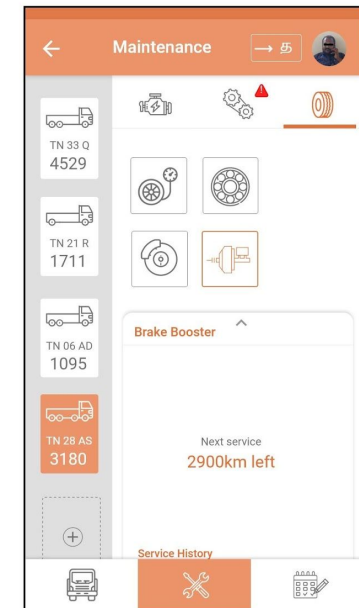 Maintenance → த
TN 33 Q
4529
TN 21 R
1711
TN 06 AD
1095
TN 28 AS
3180
Brake Booster
Next service
2900km left
Service History